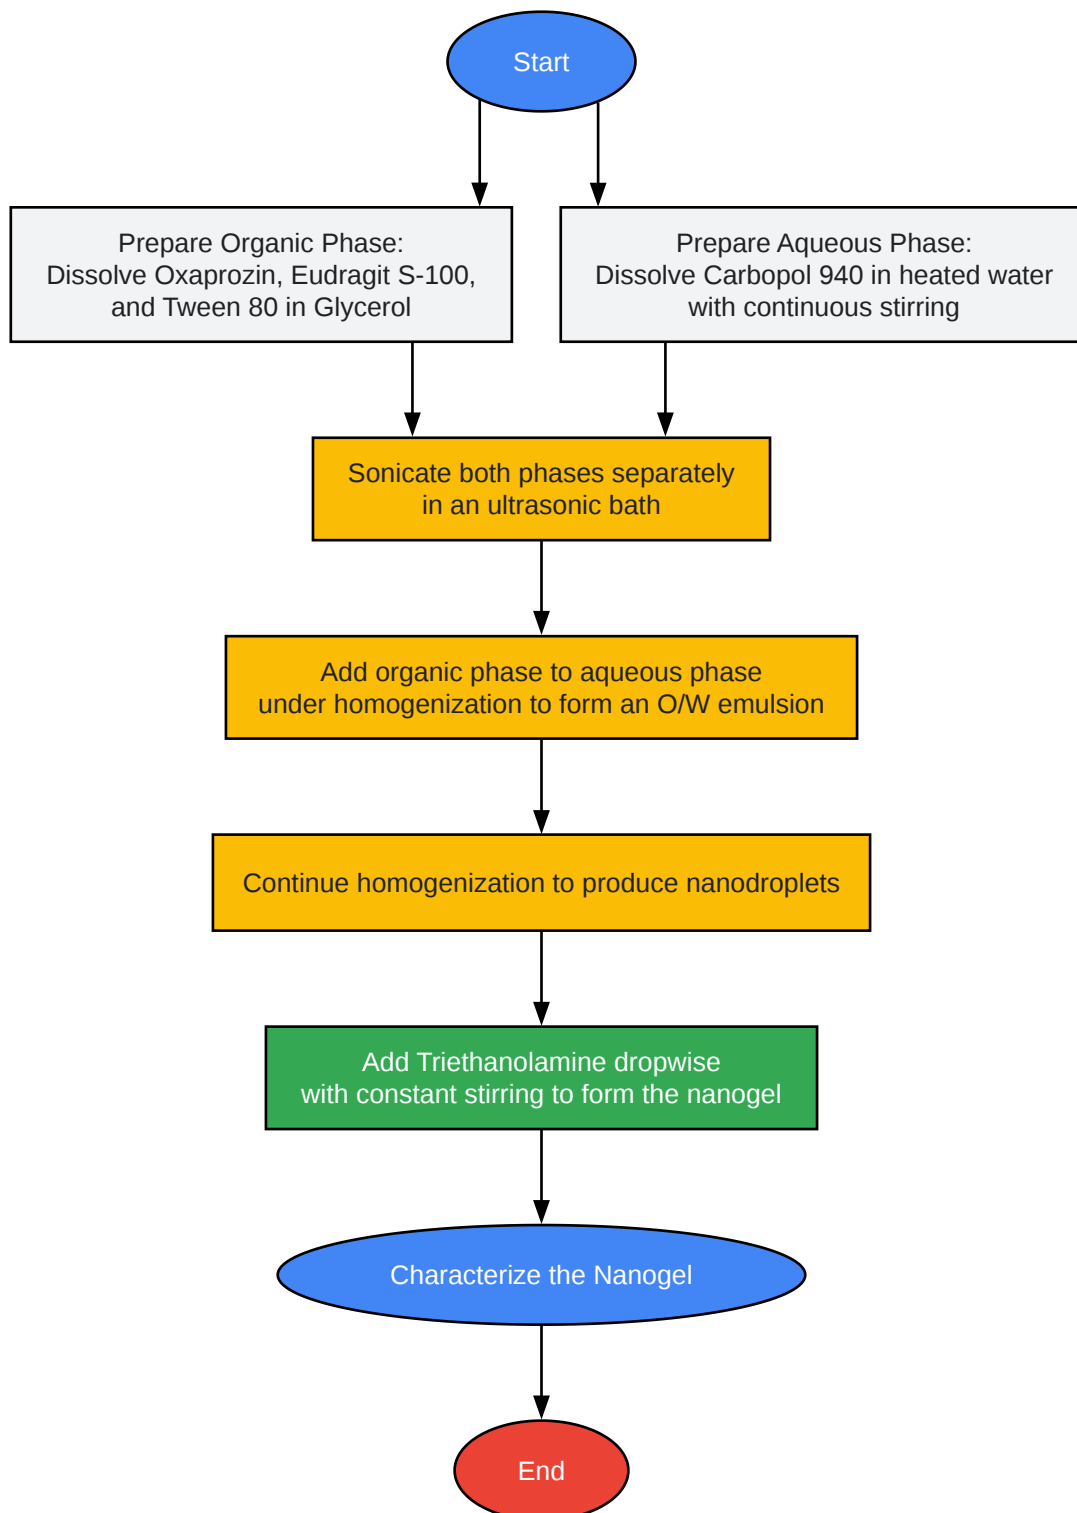 Start
Prepare Organic Phase:
Dissolve Oxaprozin, Eudragit S-100,
and Tween 80 in Glycerol
Prepare Aqueous Phase:
Dissolve Carbopol 940 in heated water
with continuous stirring
Sonicate both phases separately
in an ultrasonic bath
Add organic phase to aqueous phase
under homogenization to form an O/W emulsion
Continue homogenization to produce nanodroplets
Add Triethanolamine dropwise
with constant stirring to form the nanogel
Characterize the Nanogel
End